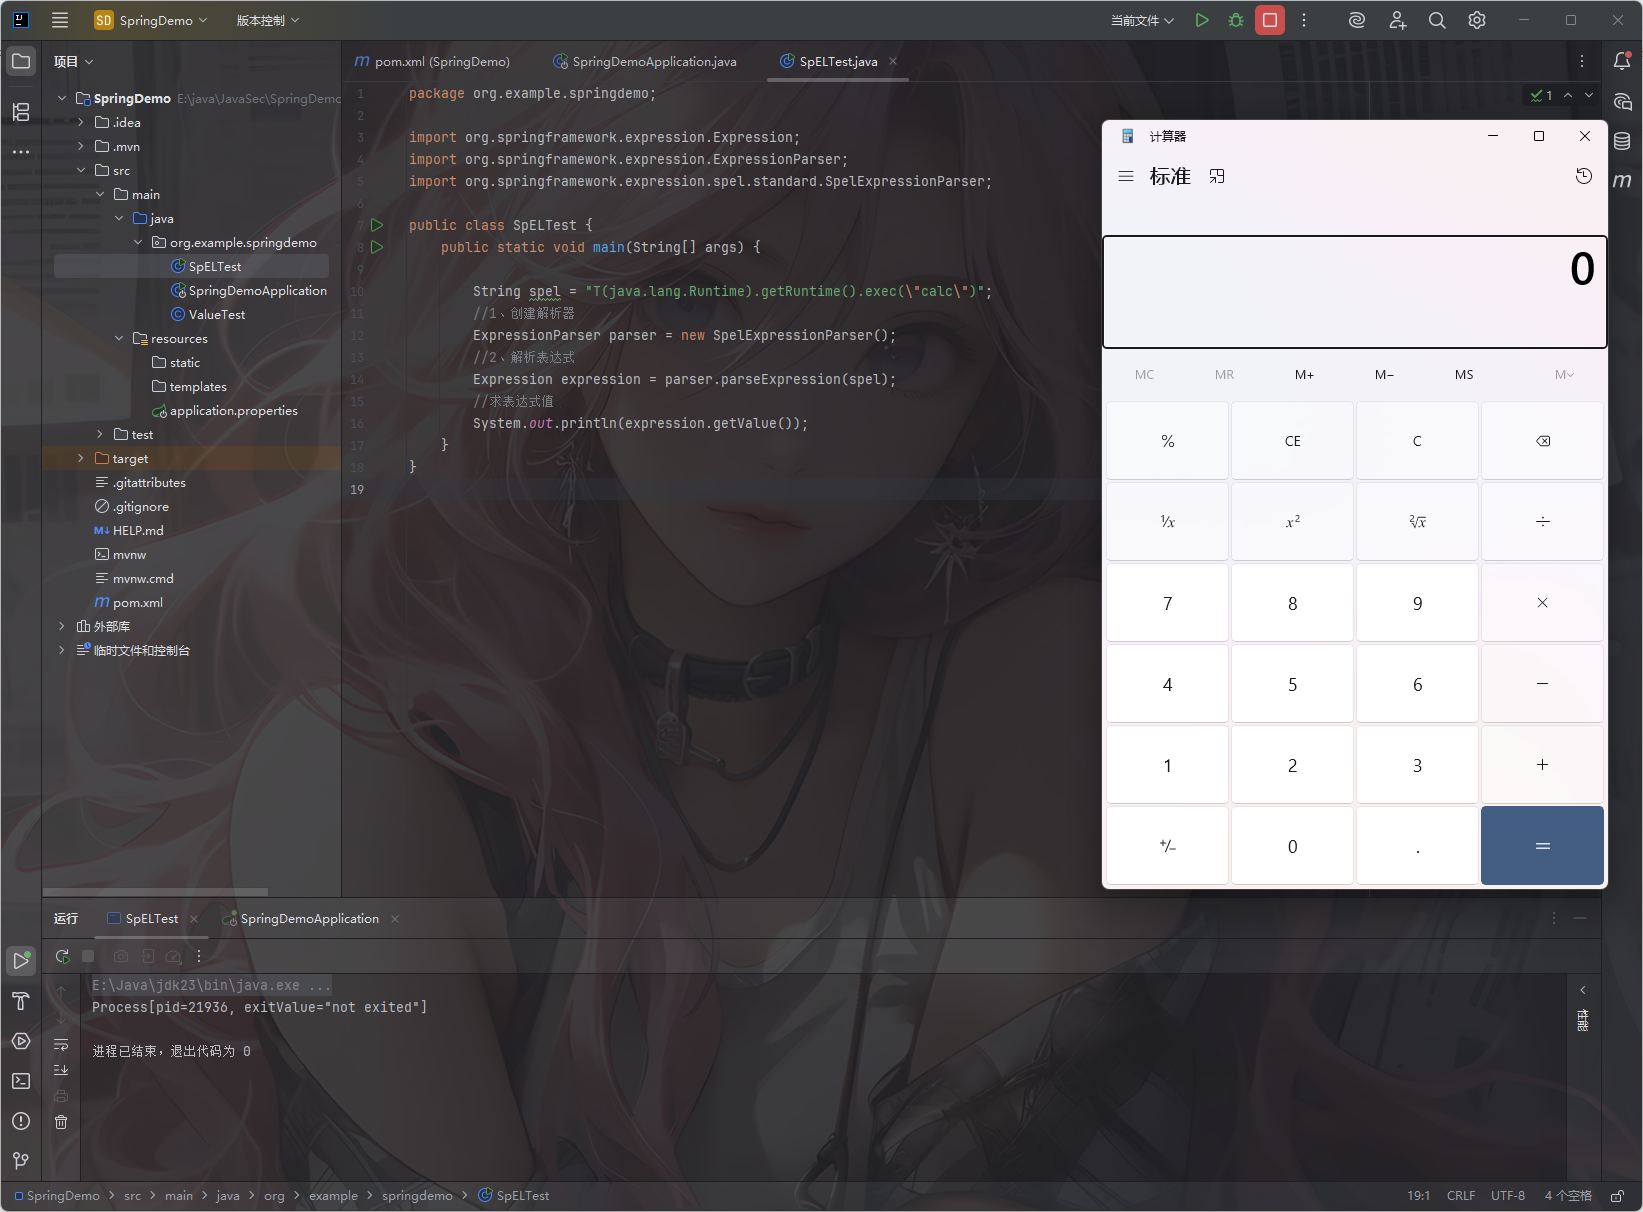 SD SpringDemo 版本控制 当前文件
项目
SpringDemo E:\java\JavaSec\SpringDemo
.idea
.mvn
src
main
java
org.example.springdemo
SpELTest
SpringDemoApplication
ValueTest
resources
static
templates
application.properties
test
target
.gitattributes
.gitignore
M↓ HELP.md
mvnw
mvnw.cmd
m pom.xml
外部库
临时文件和控制台
m pom.xml (SpringDemo) SpringDemoApplication.java SpELTest.java
1
1 package org.example.springdemo;
2
3 import org.springframework.expression.Expression;
4 import org.springframework.expression.ExpressionParser;
5 import org.springframework.expression.spel.standard.SpelExpressionParser;
6
7 public class SpELTest {
8 public static void main(String[] args) {
9
10 String spel = "T(java.lang.Runtime).getRuntime().exec(\"calc\")";
11 //1、创建解析器
12 ExpressionParser parser = new SpelExpressionParser();
13 //2、解析表达式
14 Expression expression = parser.parseExpression(spel);
15 //求表达式值
16 System.out.println(expression.getValue());
17 }
18 }
19
m
计算器
标准
0
MC MR M+ M− MS M
% CE C
⅟x x² ²√x ÷
7 8 9 ×
4 5 6 −
1 2 3 +
+/− 0 . =
运行 SpELTest SpringDemoApplication
E:\Java\jdk23\bin\java.exe ...
Process[pid=21936, exitValue="not exited"]
进程已结束，退出代码为 0
性能
SpringDemo > src > main > java > org > example > springdemo > SpELTest
19:1 CRLF UTF-8 4 个空格